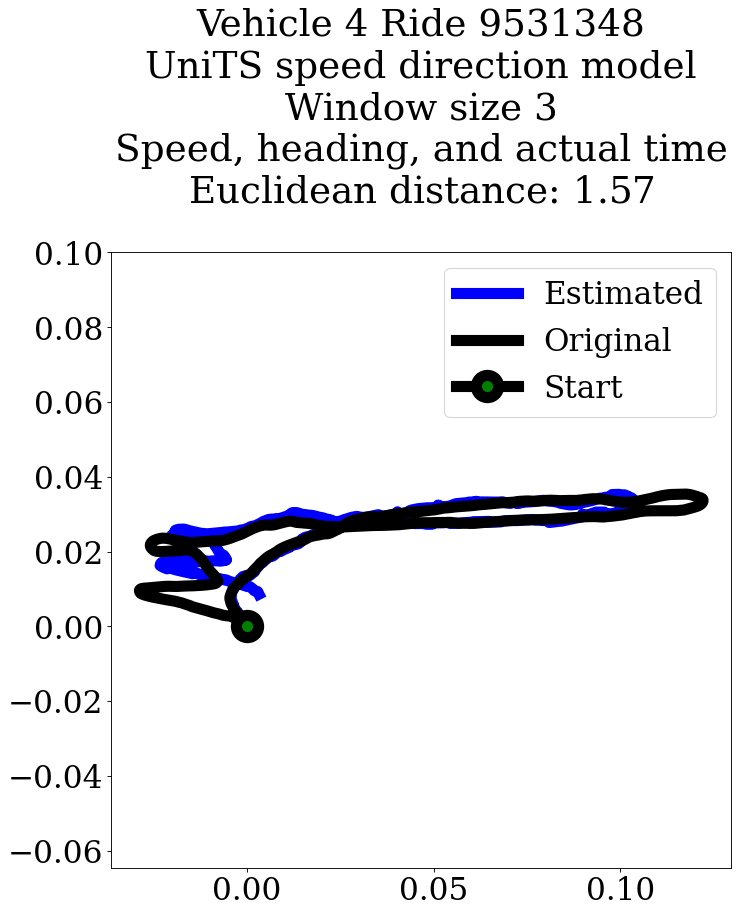 Vehicle 4 Ride 9531348
UniTS speed direction model
Window size 3
Speed, heading, and actual time
Euclidean distance: 1.57
0.10
Estimated
0.08
Original
0.06
Start
0.04
0.02
0.00
−0.02
−0.04
−0.06
0.00 0.05 0.10